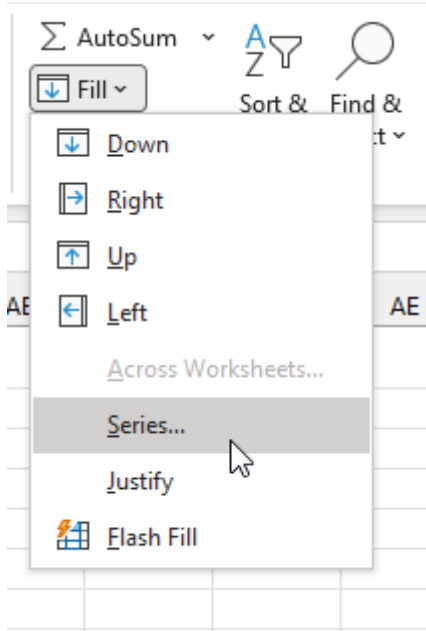 AutoSum
Fill
Sort & Find &
Down
Right
Up
Left
AE
Across Worksheets...
Series...
Justify
Flash Fill